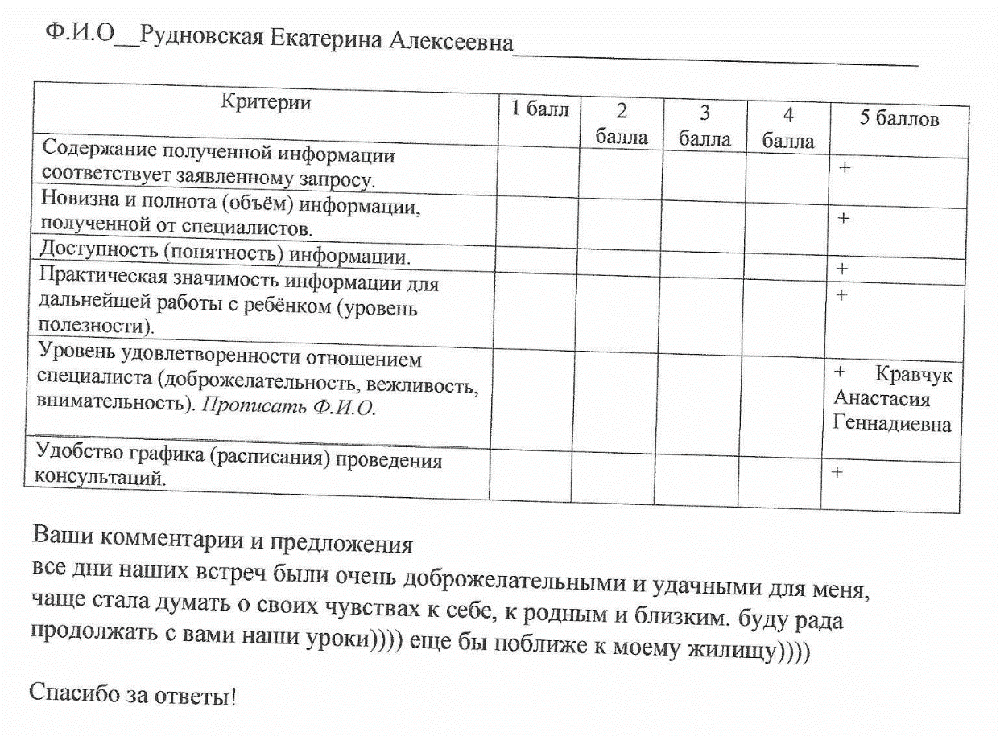 Ф.И.О__Рудновская Екатерина Алексеевна
Критерии
1 балл
2
балла
3
балла
4
балла
5 баллов
Содержание полученной информации
соответствует заявленному запросу.
+
Новизна и полнота (объём) информации,
полученной от специалистов.
+
Доступность (понятность) информации.
+
Практическая значимость информации для
дальнейшей работы с ребёнком (уровень
полезности).
+
Уровень удовлетворенности отношением
специалиста (доброжелательность, вежливость,
внимательность). Прописать Ф.И.О.
+ Кравчук
Анастасия
Геннадиевна
Удобство графика (расписания) проведения
консультаций.
+
Ваши комментарии и предложения
все дни наших встреч были очень доброжелательными и удачными для меня,
чаще стала думать о своих чувствах к себе, к родным и близким. буду рада
продолжать с вами наши уроки)))) еще бы поближе к моему жилищу))))
Спасибо за ответы!